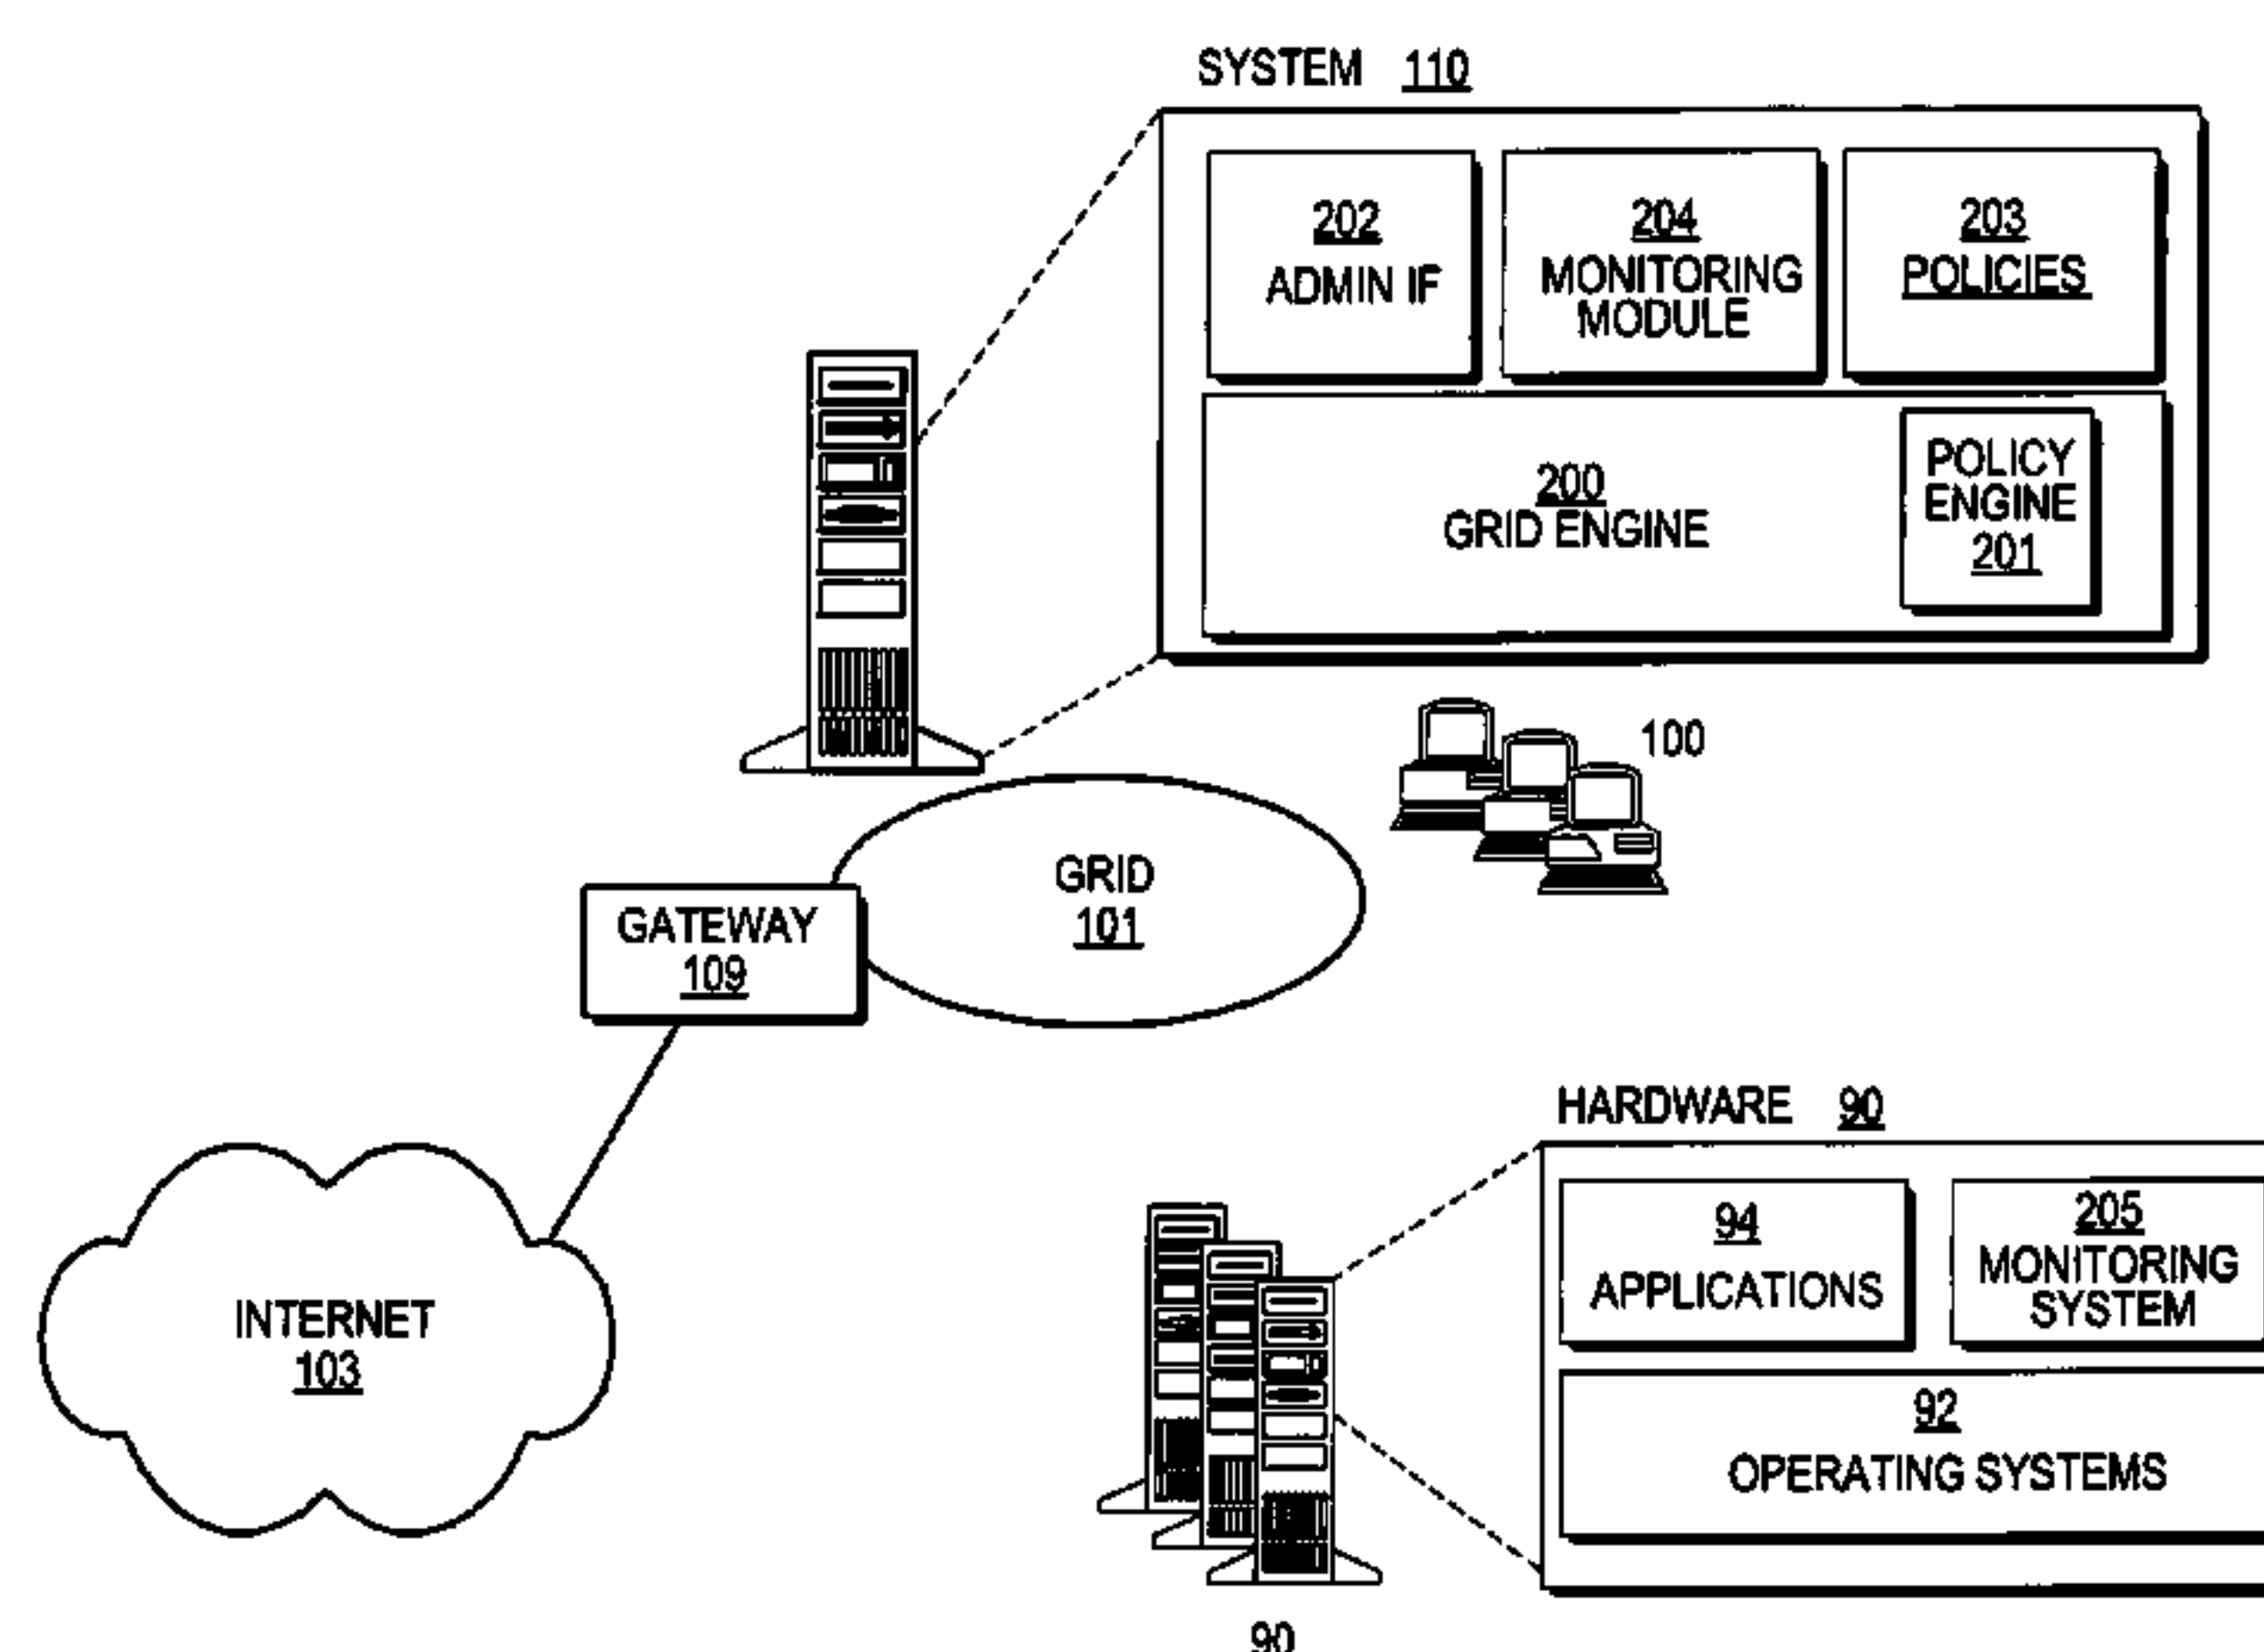 SYSTEM 110
202
ADMIN IF
204
MONITORING
MODULE
203
POLICIES
200
GRID ENGINE
POLICY
ENGINE
201
100
GRID
101
GATEWAY
109
HARDWARE 90
94
APPLICATIONS
205
MONITORING
SYSTEM
92
OPERATING SYSTEMS
INTERNET
103
90